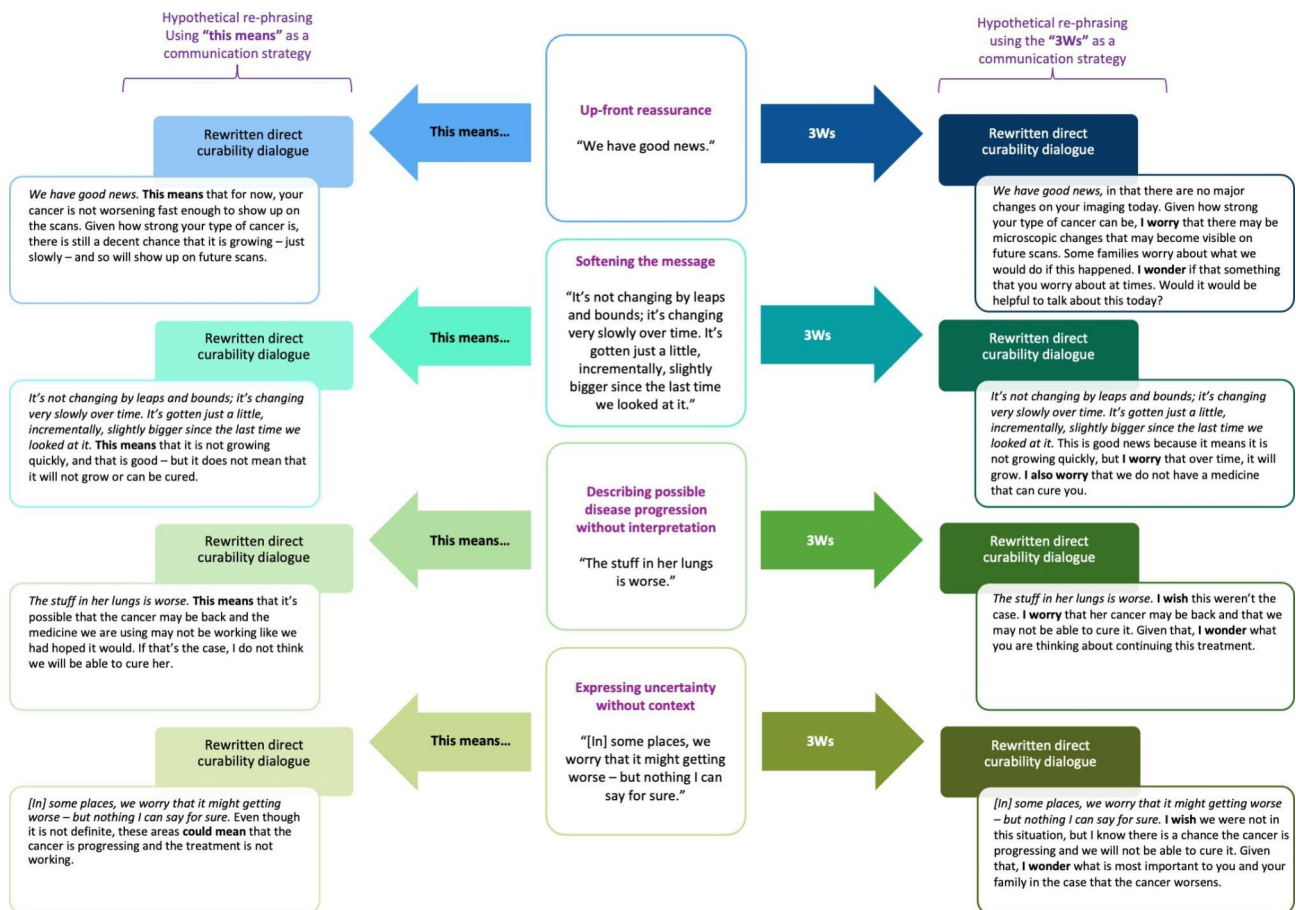 Hypothetical re-phrasing
Using “this means” as a
communication strategy
Hypothetical re-phrasing
using the “3Ws” as a
communication strategy
Up-front reassurance
“We have good news.”
This means…
3Ws
Rewritten direct
curability dialogue
We have good news. This means that for now, your
cancer is not worsening fast enough to show up on
the scans. Given how strong your type of cancer is,
there is still a decent chance that it is growing – just
slowly – and so will show up on future scans.
Rewritten direct
curability dialogue
We have good news, in that there are no major
changes on your imaging today. Given how strong
your type of cancer can be, I worry that there may be
microscopic changes that may become visible on
future scans. Some families worry about what we
would do if this happened. I wonder if that something
that you worry about at times. Would it would be
helpful to talk about this today?
Softening the message
“It’s not changing by leaps
and bounds; it’s changing
very slowly over time. It’s
gotten just a little,
incrementally, slightly
bigger since the last time
we looked at it.”
This means…
3Ws
Rewritten direct
curability dialogue
It’s not changing by leaps and bounds; it’s changing
very slowly over time. It’s gotten just a little,
incrementally, slightly bigger since the last time we
looked at it. This means that it is not growing
quickly, and that is good – but it does not mean that
it will not grow or can be cured.
Rewritten direct
curability dialogue
It’s not changing by leaps and bounds; it’s changing
very slowly over time. It’s gotten just a little,
incrementally, slightly bigger since the last time we
looked at it. This is good news because it means it is
not growing quickly, but I worry that over time, it will
grow. I also worry that we do not have a medicine
that can cure you.
Describing possible
disease progression
without interpretation
“The stuff in her lungs
is worse.”
This means…
3Ws
Rewritten direct
curability dialogue
The stuff in her lungs is worse. This means that it’s
possible that the cancer may be back and the
medicine we are using may not be working like we
had hoped it would. If that’s the case, I do not think
we will be able to cure her.
Rewritten direct
curability dialogue
The stuff in her lungs is worse. I wish this weren’t the
case. I worry that her cancer may be back and that we
may not be able to cure it. Given that, I wonder what
you are thinking about continuing this treatment.
Expressing uncertainty
without context
“[In] some places, we
worry that it might getting
worse – but nothing I can
say for sure.”
This means…
3Ws
Rewritten direct
curability dialogue
[In] some places, we worry that it might getting
worse – but nothing I can say for sure. Even though
it is not definite, these areas could mean that the
cancer is progressing and the treatment is not
working.
Rewritten direct
curability dialogue
[In] some places, we worry that it might getting worse
– but nothing I can say for sure. I wish we were not in
this situation, but I know there is a chance the cancer is
progressing and we will not be able to cure it. Given
that, I wonder what is most important to you and your
family in the case that the cancer worsens.